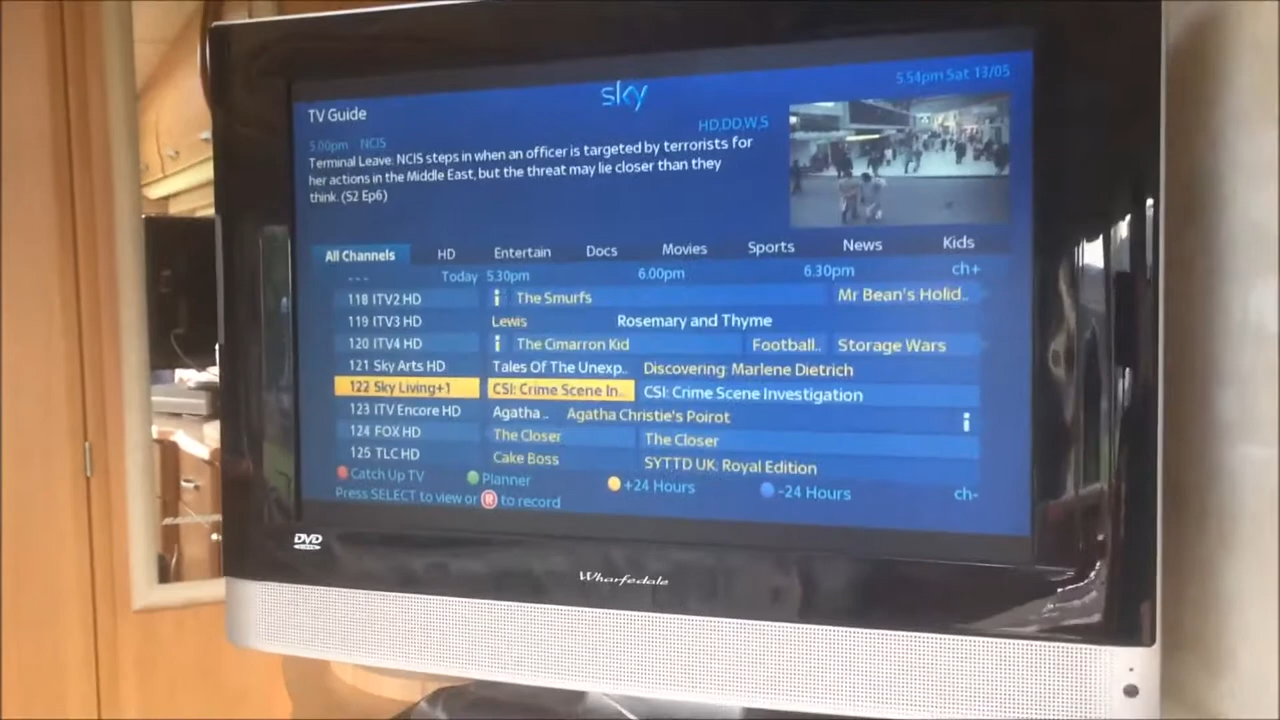 sky
5.54pm Sat 13/05
TV Guide
HD,DD,W,S
5.00pm NCIS
Terminal Leave: NCIS steps in when an officer is targeted by terrorists for
her actions in the Middle East, but the threat may lie closer than they
think. (S2 Ep6)
All Channels HD Entertain Docs Movies Sports News Kids
Today 5.30pm 6.00pm 6.30pm ch+
118 ITV2 HD i The Smurfs Mr Bean's Holid..
119 ITV3 HD Lewis Rosemary and Thyme
120 ITV4 HD i The Cimarron Kid Football.. Storage Wars
121 Sky Arts HD Tales Of The Unexp.. Discovering: Marlene Dietrich
122 Sky Living+1 CSI: Crime Scene In.. CSI: Crime Scene Investigation
123 ITV Encore HD Agatha .. Agatha Christie's Poirot i
124 FOX HD The Closer The Closer
125 TLC HD Cake Boss SYTTD UK: Royal Edition
Catch Up TV Planner +24 Hours -24 Hours ch-
Press SELECT to view or R to record
DVD
Wharfedale